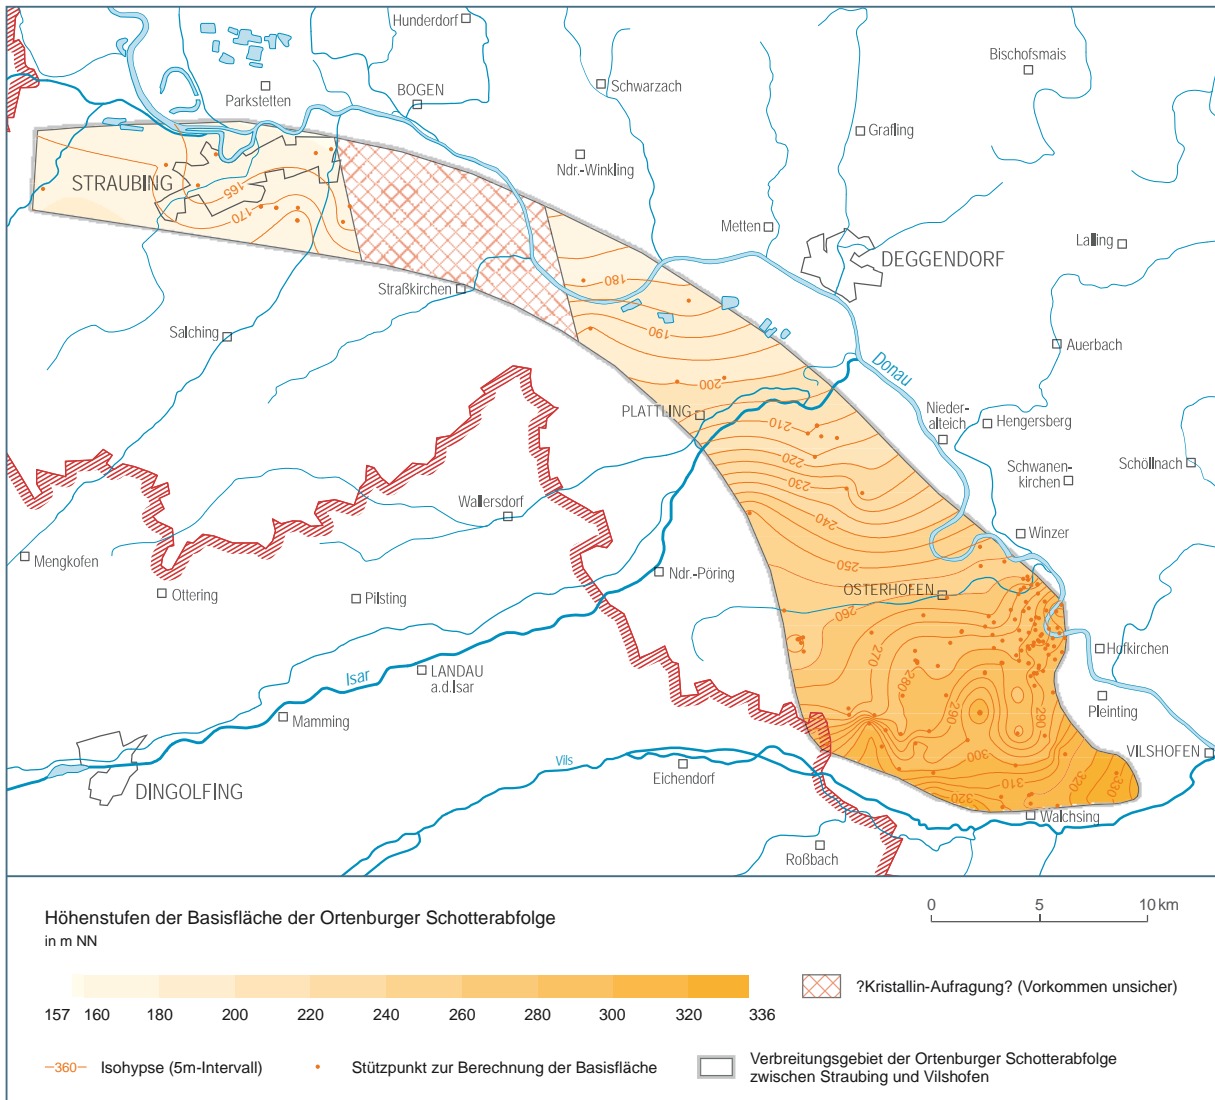 Hunderdorf
Bischofsmais
Parkstetten
BOGEN
Schwarzach
Grafling
Ndr.-Winkling
STRAUBING
165
170
Metten
Lalling
DEGGENDORF
Straßkirchen
180
Salching
190
Auerbach
Donau
200
PLATTLING
Nieder-
alteich
Hengersberg
210
220
Schwanen-
kirchen
Schöllnach
230
Wallersdorf
240
Winzer
Mengkofen
250
Ndr.-Pöring
OSTERHOFEN
Ottering
Pilsting
260
Hofkirchen
270
Isar
LANDAU
a.d.Isar
280
Pleinting
290
290
Mamming
VILSHOFEN
300
Vils
Eichendorf
310
320
330
DINGOLFING
320
Walchsing
Roßbach
Höhenstufen der Basisfläche der Ortenburger Schotterabfolge
in m NN
0 5 10 km
157 160 180 200 220 240 260 280 300 320 336
?Kristallin-Aufragung? (Vorkommen unsicher)
360 Isohypse (5m-Intervall)
Stützpunkt zur Berechnung der Basisfläche
Verbreitungsgebiet der Ortenburger Schotterabfolge
zwischen Straubing und Vilshofen